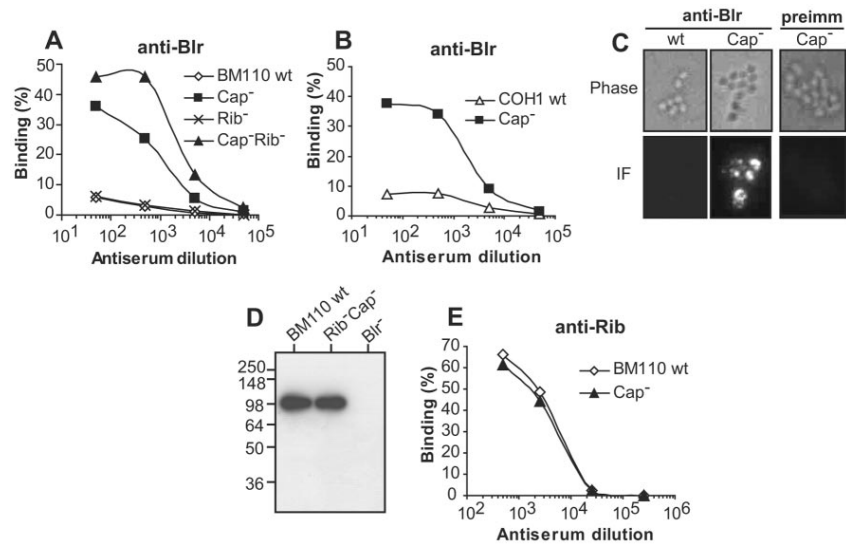 A
anti-Blr
Binding (%)
50
40
30
20
10
0
10¹ 10² 10³ 10⁴ 10⁵
Antiserum dilution
BM110 wt
Cap⁻
Rib⁻
Cap⁻Rib⁻
B
anti-Blr
Binding (%)
50
40
30
20
10
0
10¹ 10² 10³ 10⁴ 10⁵
Antiserum dilution
COH1 wt
Cap⁻
C
anti-Blr preimm
wt Cap⁻ Cap⁻
Phase
IF
D
BM110 wt
Rib⁻Cap⁻
Blr⁻
250
148
98
64
50
36
E
anti-Rib
Binding (%)
70
60
50
40
30
20
10
0
10² 10³ 10⁴ 10⁵ 10⁶
Antiserum dilution
BM110 wt
Cap⁻